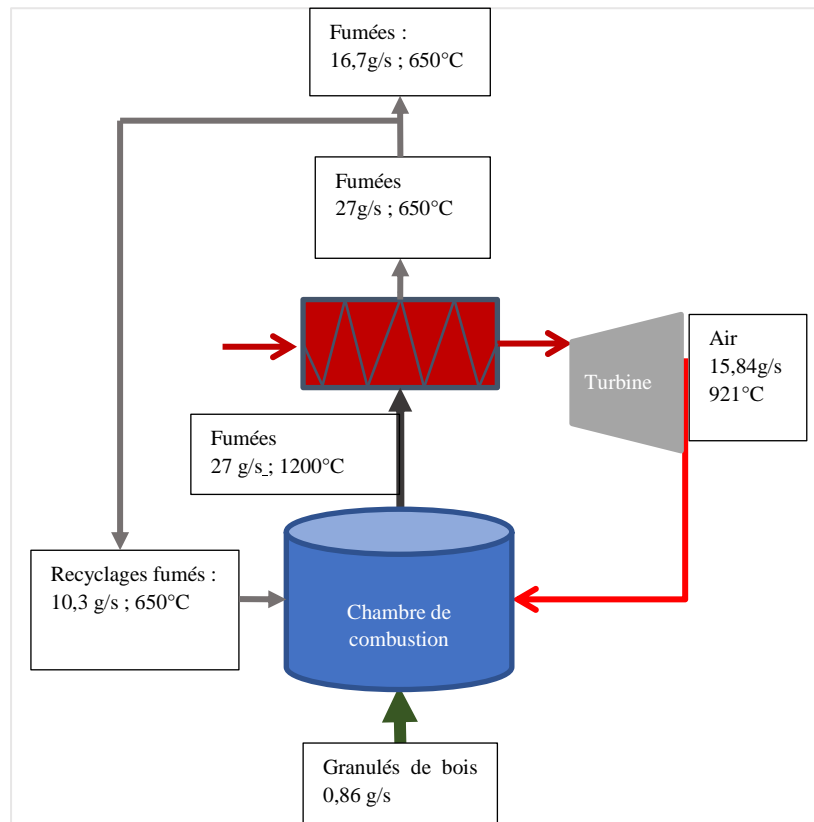 Fumées :
16,7g/s ; 650°C
Fumées
27g/s ; 650°C
Air
15,84g/s
921°C
Turbine
Fumées
27 g/s ; 1200°C
Recyclages fumés :
10,3 g/s ; 650°C
Chambre de
combustion
Granulés de bois
0,86 g/s